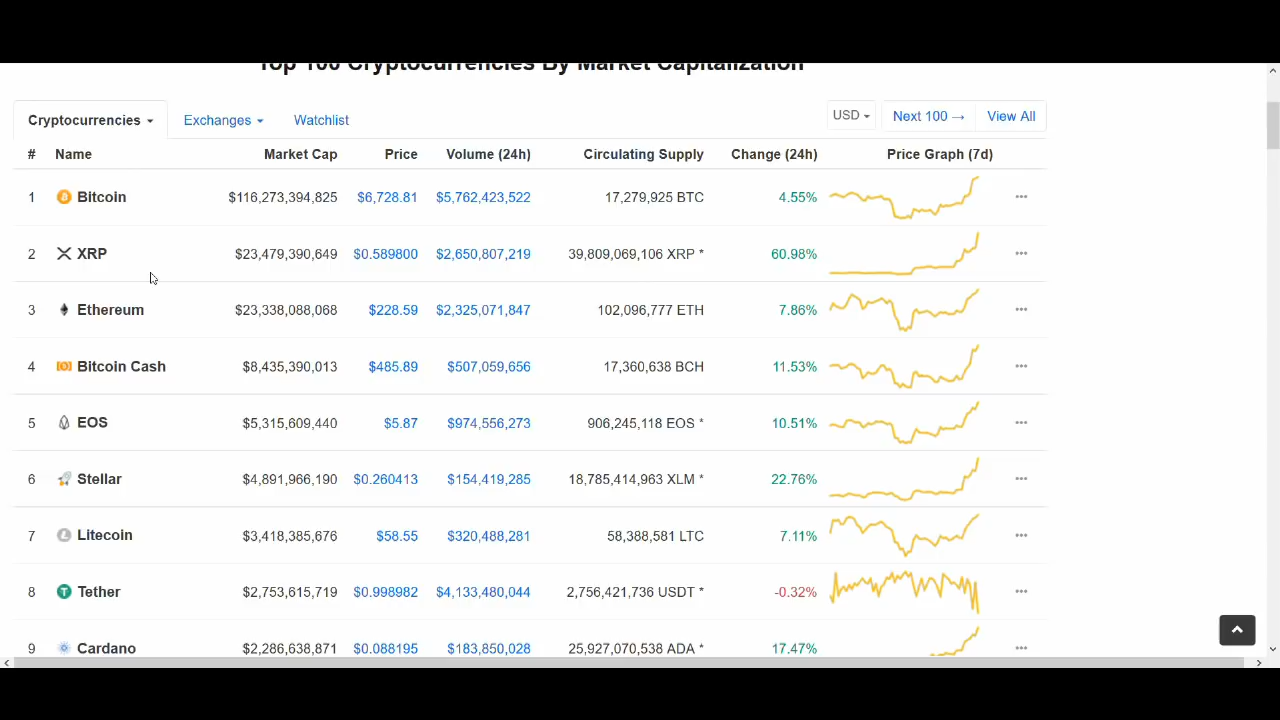 Top 100 Cryptocurrencies By Market Capitalization
Cryptocurrencies Exchanges Watchlist USD Next 100 → View All
# Name Market Cap Price Volume (24h) Circulating Supply Change (24h) Price Graph (7d)
1 Bitcoin $116,273,394,825 $6,728.81 $5,762,423,522 17,279,925 BTC 4.55%
2 XRP $23,479,390,649 $0.589800 $2,650,807,219 39,809,069,106 XRP * 60.98%
3 Ethereum $23,338,088,068 $228.59 $2,325,071,847 102,096,777 ETH 7.86%
4 Bitcoin Cash $8,435,390,013 $485.89 $507,059,656 17,360,638 BCH 11.53%
5 EOS $5,315,609,440 $5.87 $974,556,273 906,245,118 EOS * 10.51%
6 Stellar $4,891,966,190 $0.260413 $154,419,285 18,785,414,963 XLM * 22.76%
7 Litecoin $3,418,385,676 $58.55 $320,488,281 58,388,581 LTC 7.11%
8 Tether $2,753,615,719 $0.998982 $4,133,480,044 2,756,421,736 USDT * -0.32%
9 Cardano $2,286,638,871 $0.088195 $183,850,028 25,927,070,538 ADA * 17.47%